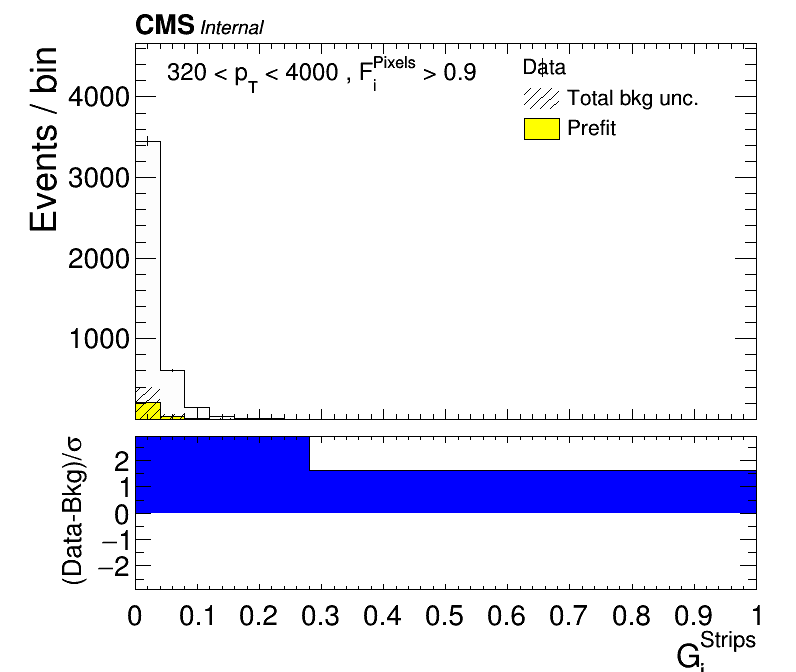 CMS Internal
320 < p_T < 4000 , F_i^Pixels > 0.9
Data
Total bkg unc.
Prefit
Events / bin
4000
3000
2000
1000
(Data-Bkg)/σ
2
1
0
−1
−2
0 0.1 0.2 0.3 0.4 0.5 0.6 0.7 0.8 0.9 1
G_i^Strips